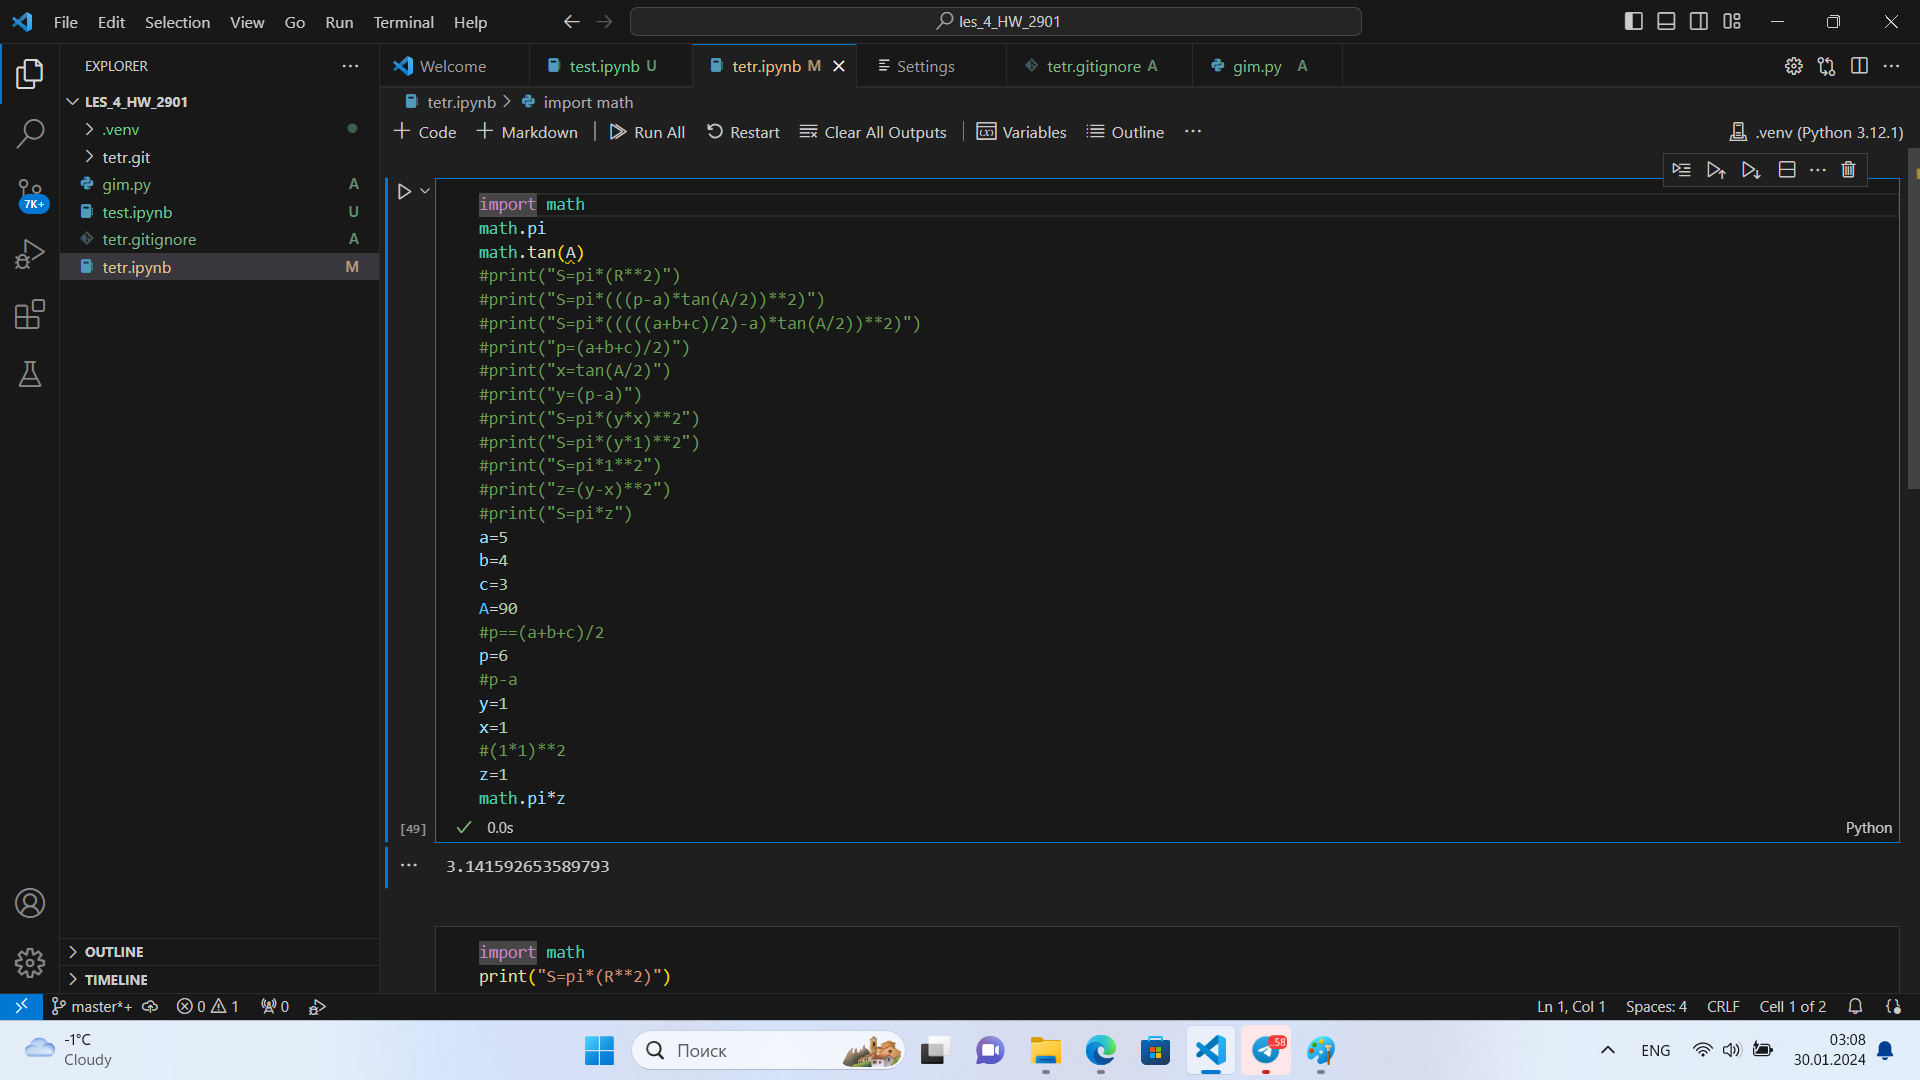 File Edit Selection View Go Run Terminal Help
les_4_HW_2901
EXPLORER
Welcome
test.ipynb U
tetr.ipynb M
Settings
tetr.gitignore A
gim.py A
LES_4_HW_2901
.venv
tetr.git
gim.py A
test.ipynb U
tetr.gitignore A
tetr.ipynb M
7K+
tetr.ipynb > import math
Code Markdown Run All Restart Clear All Outputs Variables Outline
.venv (Python 3.12.1)
import math
math.pi
math.tan(A)
#print("S=pi*(R**2)")
#print("S=pi*(((p-a)*tan(A/2))**2)")
#print("S=pi*(((((a+b+c)/2)-a)*tan(A/2))**2)")
#print("p=(a+b+c)/2)")
#print("x=tan(A/2)")
#print("y=(p-a)")
#print("S=pi*(y*x)**2")
#print("S=pi*(y*1)**2")
#print("S=pi*1**2")
#print("z=(y-x)**2")
#print("S=pi*z")
a=5
b=4
c=3
A=90
#p==(a+b+c)/2
p=6
#p-a
y=1
x=1
#(1*1)**2
z=1
math.pi*z
[49] 0.0s Python
3.141592653589793
import math
print("S=pi*(R**2)")
OUTLINE
TIMELINE
master*+ 0 1 0
Ln 1, Col 1 Spaces: 4 CRLF Cell 1 of 2
-1°C
Cloudy
Поиск
..58
ENG
03:08
30.01.2024